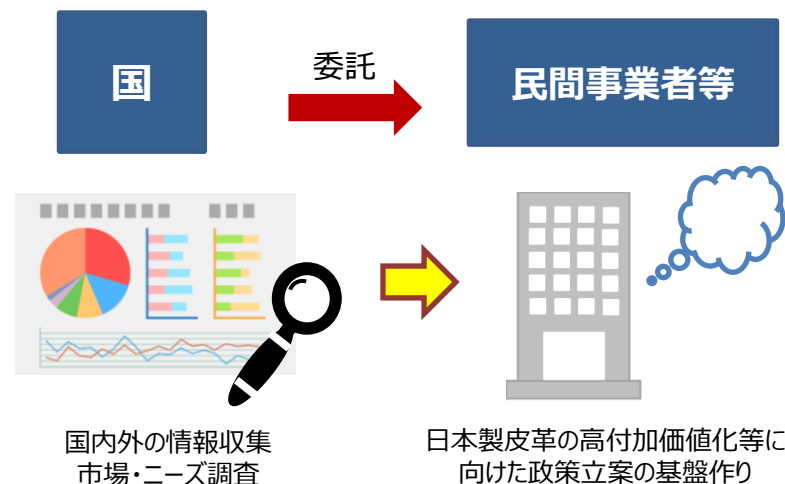 国
委託
民間事業者等
国内外の情報収集
市場・ニーズ調査
日本製皮革の高付加価値化等に
向けた政策立案の基盤作り